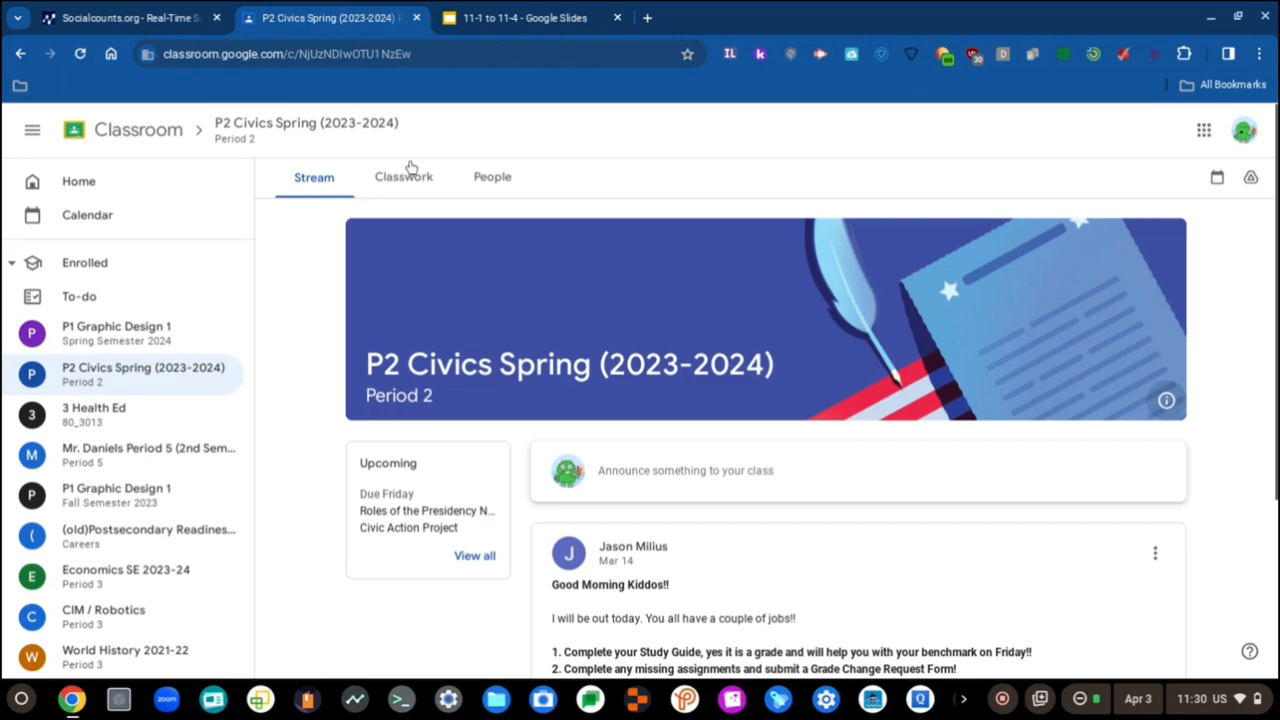 Socialcounts.org - Real-Time S
P2 Civics Spring (2023-2024)
11-1 to 11-4 - Google Slides
classroom.google.com/c/NjUzNDIwOTU1NzEw
IL
k
on
30
D
All Bookmarks
Classroom
P2 Civics Spring (2023-2024)
Period 2
Stream
Classwork
People
Home
Calendar
Enrolled
To-do
P
P1 Graphic Design 1
Spring Semester 2024
P
P2 Civics Spring (2023-2024)
Period 2
3
3 Health Ed
80_3013
M
Mr. Daniels Period 5 (2nd Sem...
Period 5
P
P1 Graphic Design 1
Fall Semester 2023
(
(old)Postsecondary Readines...
Careers
E
Economics SE 2023-24
Period 3
C
CIM / Robotics
Period 3
W
World History 2021-22
Period 3
P2 Civics Spring (2023-2024)
Period 2
Upcoming
Due Friday
Roles of the Presidency N...
Civic Action Project
View all
Announce something to your class
J
Jason Milius
Mar 14
Good Morning Kiddos!!
I will be out today. You all have a couple of jobs!!
1. Complete your Study Guide, yes it is a grade and will help you with your benchmark on Friday!!
2. Complete any missing assignments and submit a Grade Change Request Form!
zoom
Q
Apr 3
11:30 US